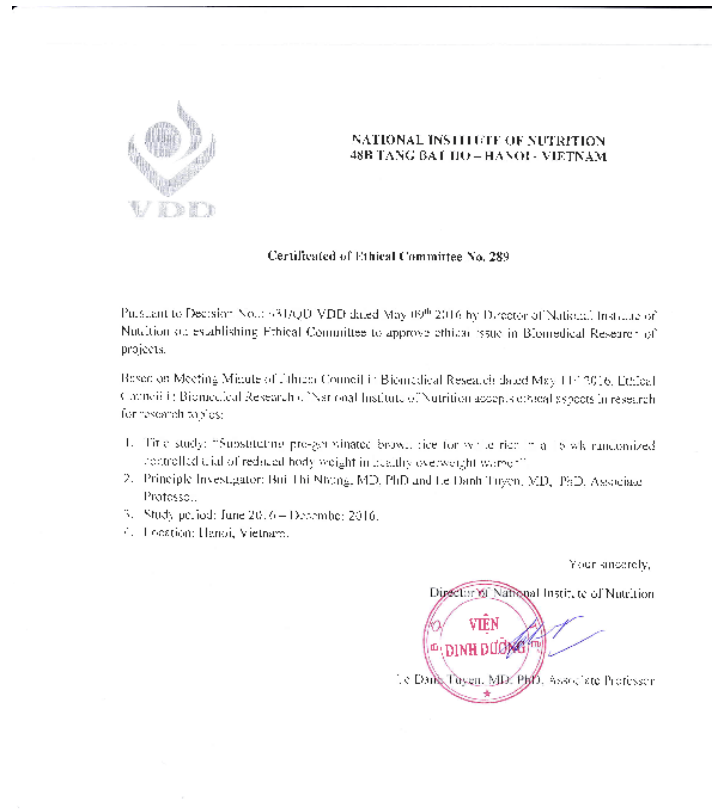 VDD
NATIONAL INSTITUTE OF NUTRITION
48B TANG BAT HO – HANOI - VIETNAM
Certificated of Ethical Committee No. 289
Pursuant to Decision No.: /QD VDD dated May 09th 2016 by Director of National Institute of
Nutrition on establishing Ethical Committee to approve ethical issue in Biomedical Research of
projects.
Based on Meeting Minute of Ethical Council in Biomedical Research dated May 11th 2016, Ethical
Council in Biomedical Research of National Institute of Nutrition accepts ethical aspects in research
for research topics:
1. Title study: “Substituting pre-germinated brown rice for white rice in a wk randomized
controlled trial of reduced body weight in healthy overweight women”
2. Principle Investigator: Bui Thi Nhung, MD, PhD and Le Danh Tuyen, MD, PhD, Associate
Professor.
3. Study period: June 2016 – December 2016.
4. Location: Hanoi, Vietnam.
Your sincerely,
Director of National Institute of Nutrition
VIỆN
DINH DƯỠNG
Le Danh Tuyen, MD, PhD, Associate Professor